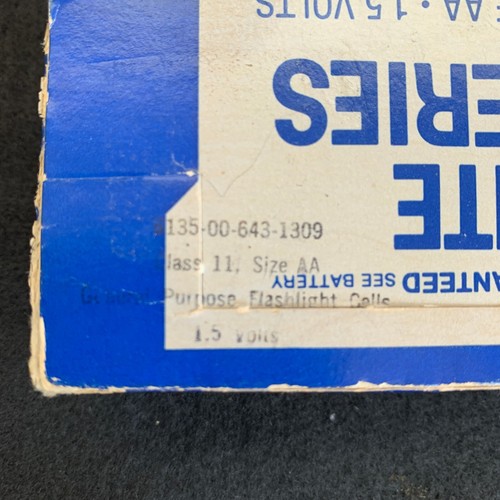 135-00-643-1309
lass 11, Size AA
General Purpose Flashlight Cells
1.5 Volts
ANTEED SEE BATTERY
ITE
ERIES
AA • 1.5 VOLTS